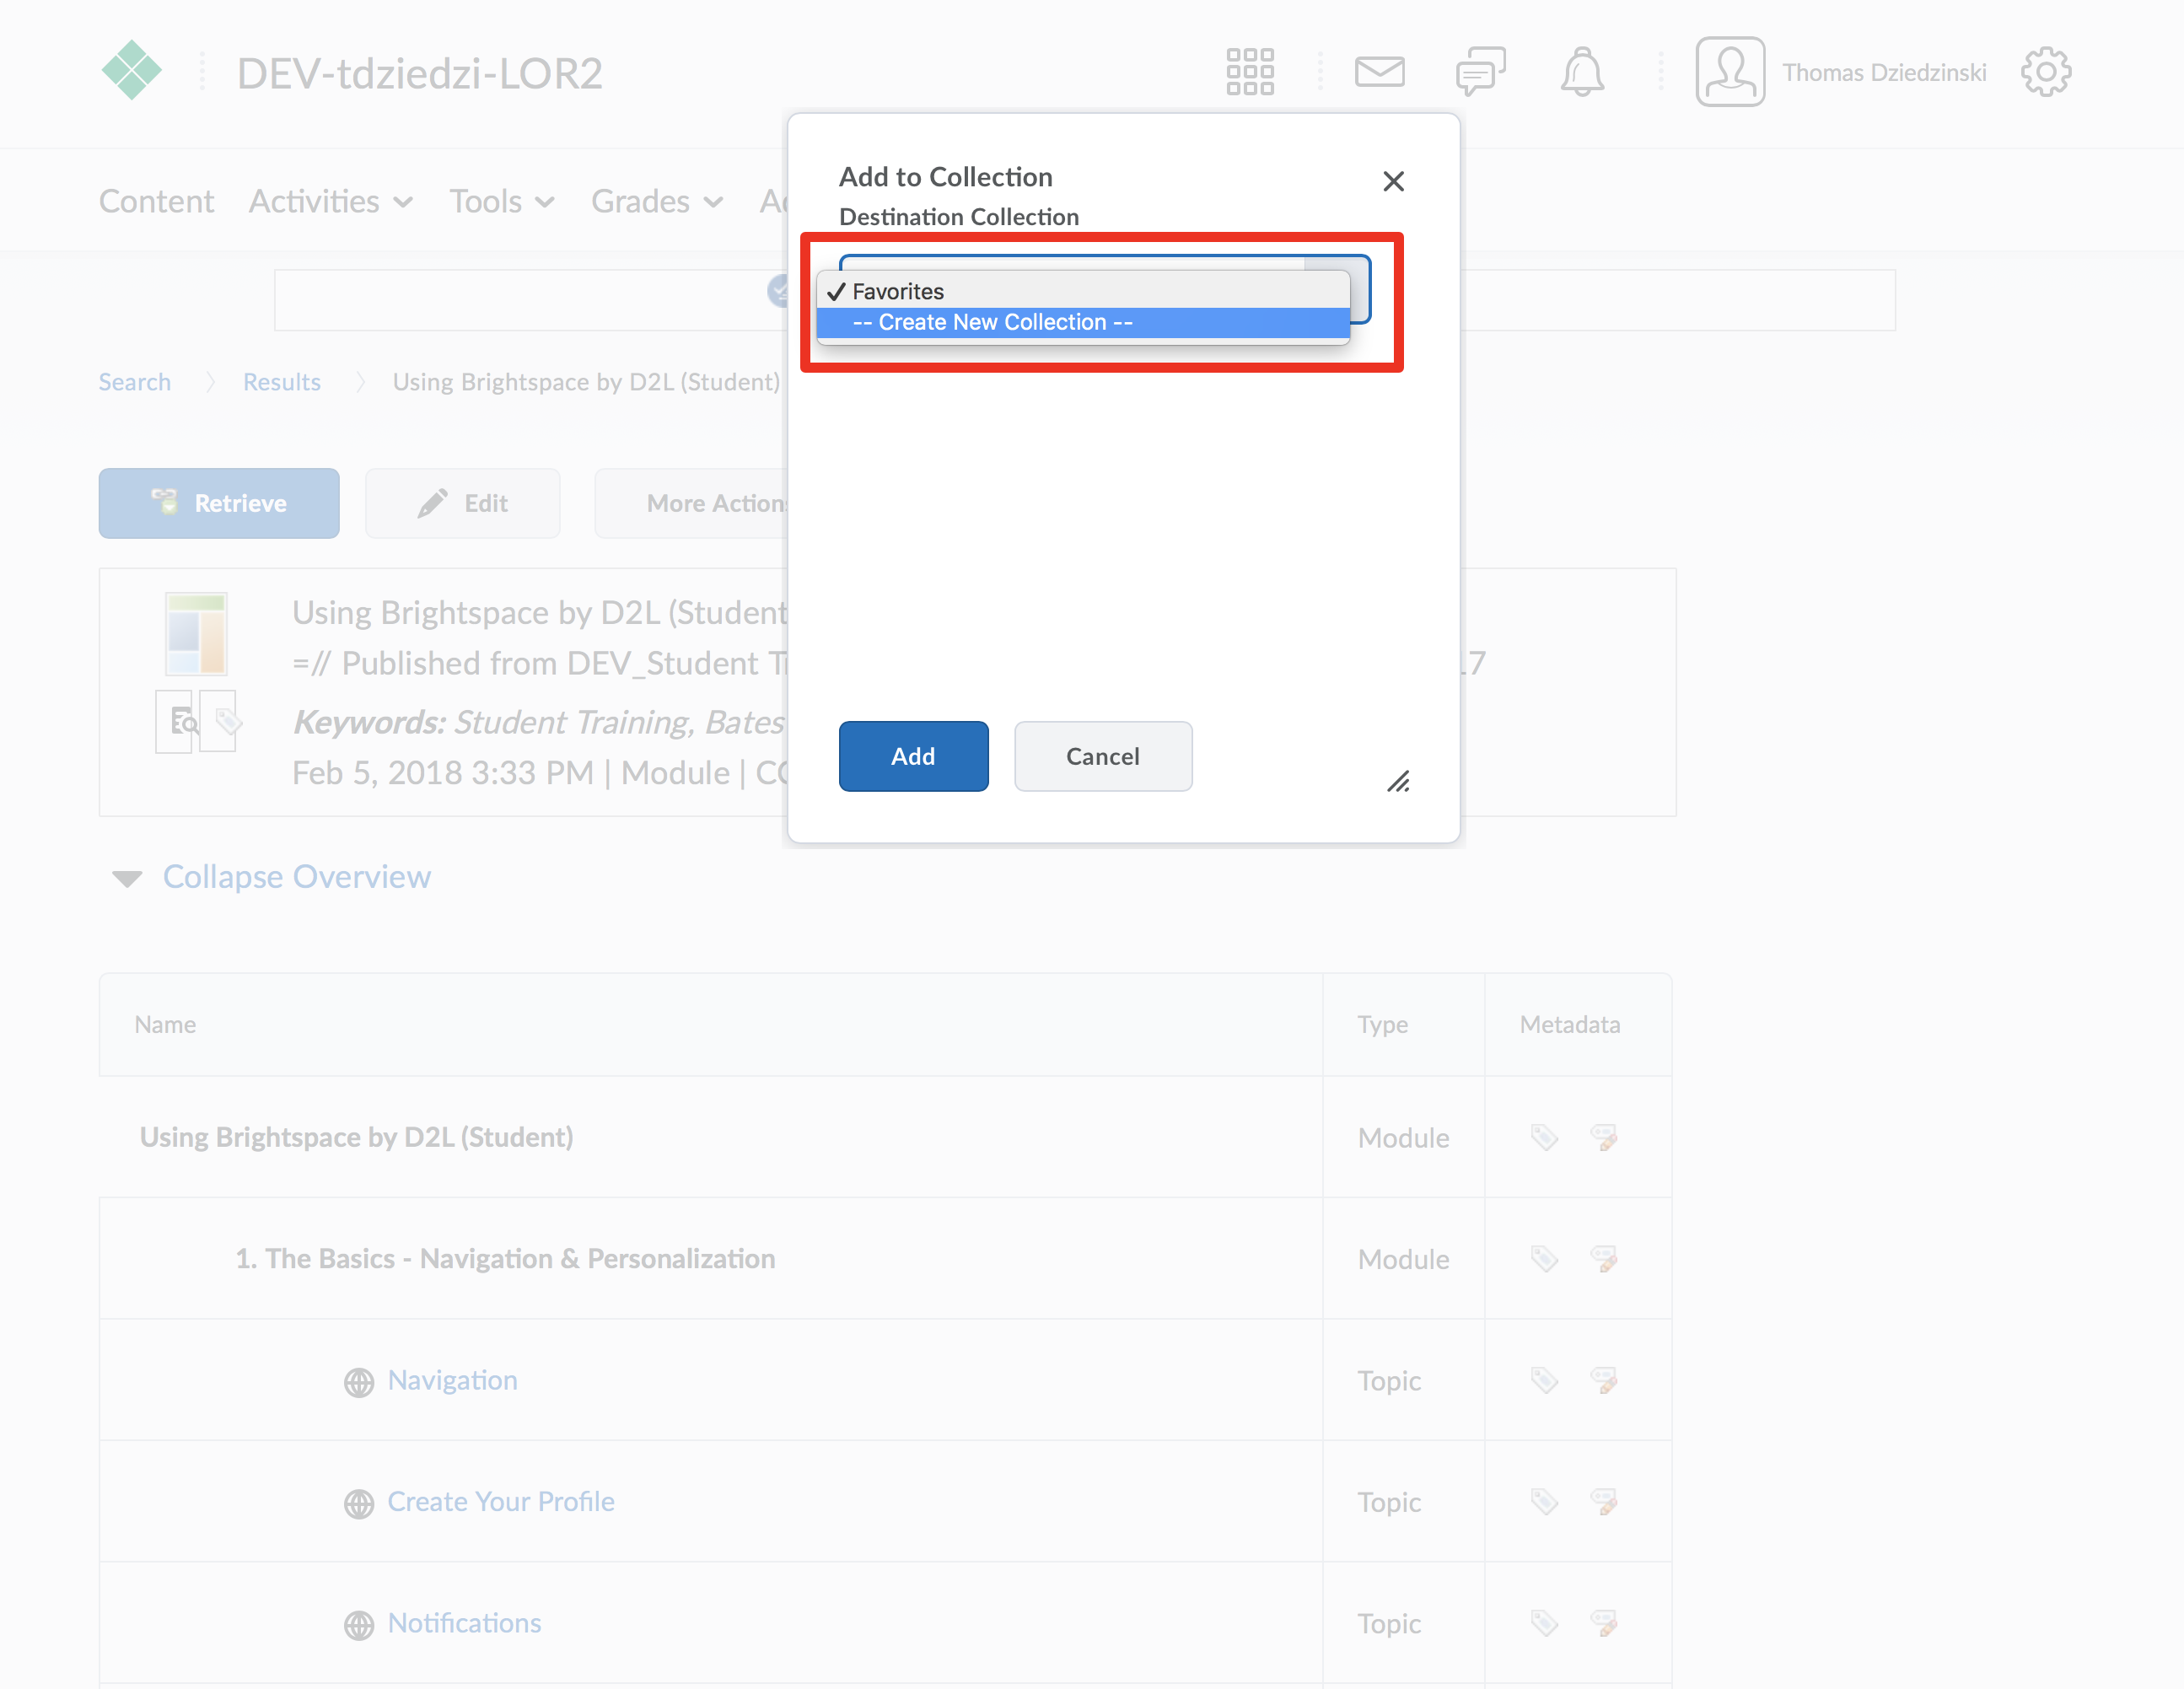 DEV-tdziedzi-LOR2
Thomas Dziedzinski
Content Activities Tools Grades
Add to Collection
Destination Collection
Favorites
-- Create New Collection --
Search Results Using Brightspace by D2L (Student)
Retrieve Edit More Action
Using Brightspace by D2L (Student
=// Published from DEV_Student 17
Keywords: Student Training, Bates
Feb 5, 2018 3:33 PM | Module |
Add Cancel
Collapse Overview
Name Type Metadata
Using Brightspace by D2L (Student) Module
1. The Basics - Navigation & Personalization Module
Navigation Topic
Create Your Profile Topic
Notifications Topic